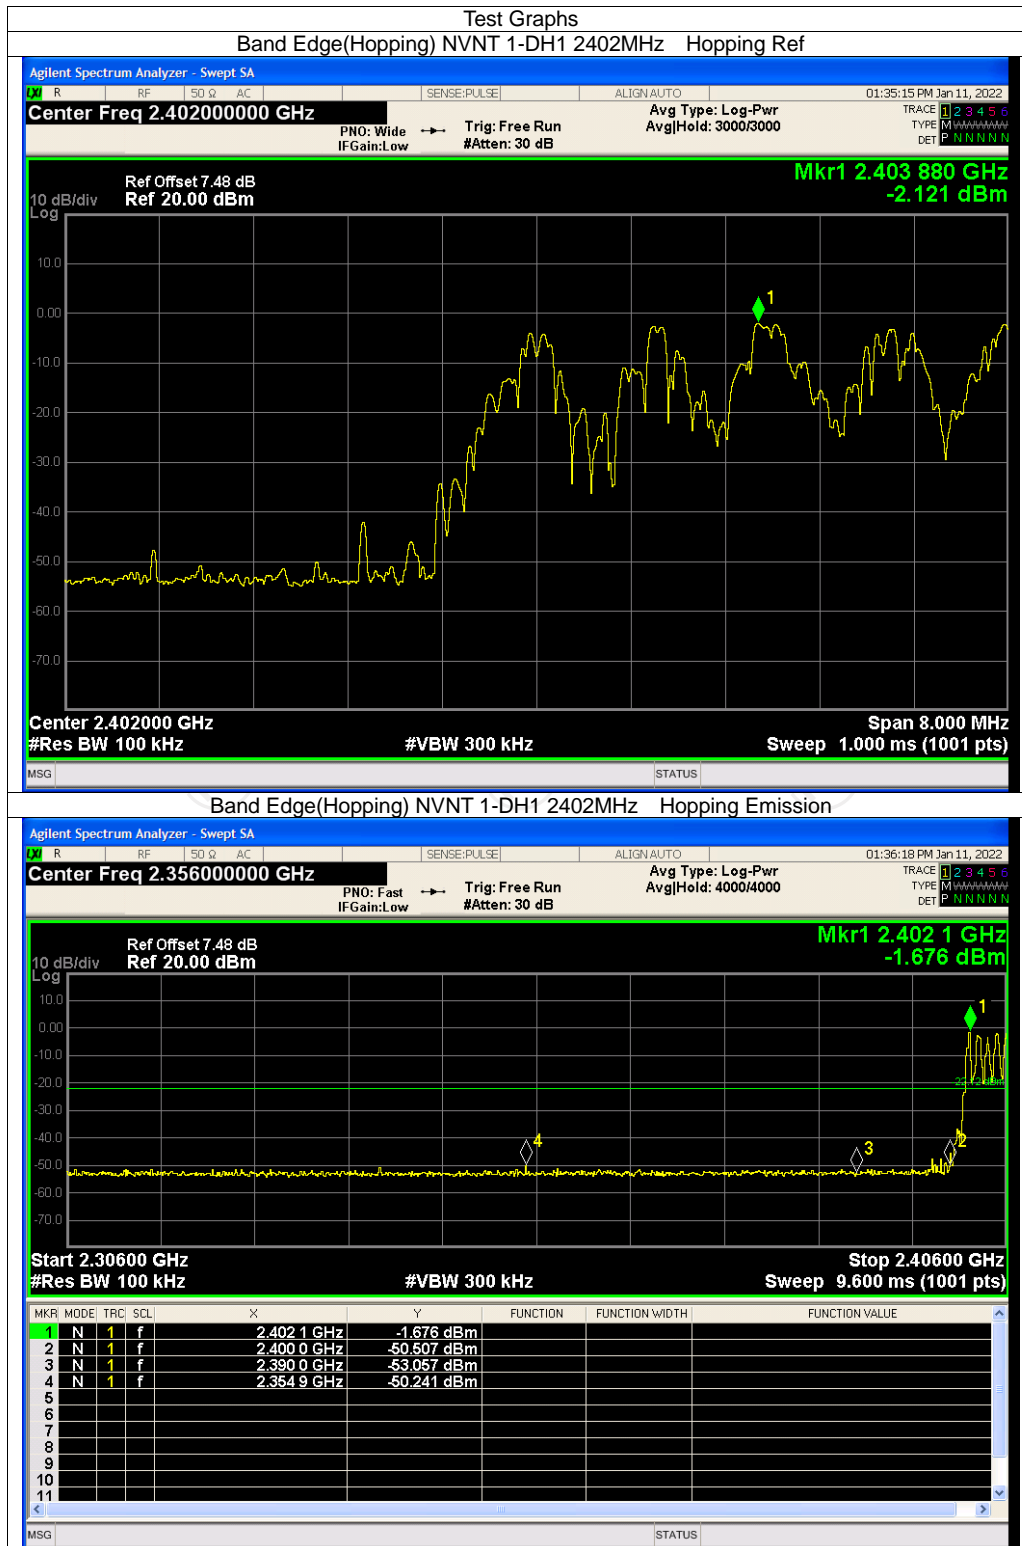 Test Graphs
Band Edge(Hopping) NVNT 1-DH1 2402MHz Hopping Ref
Agilent Spectrum Analyzer - Swept SA
LXI R RF 50 Ω AC SENSE:PULSE ALIGN AUTO 01:35:15 PM Jan 11, 2022
Center Freq 2.402000000 GHz Avg Type: Log-Pwr TRACE 1 2 3 4 5 6
PNO: Wide Trig: Free Run Avg|Hold: 3000/3000 TYPE M W W W W W
IFGain:Low #Atten: 30 dB DET P N N N N N
Mkr1 2.403 880 GHz
Ref Offset 7.48 dB -2.121 dBm
10 dB/div Ref 20.00 dBm
Log
10.0
1
0.00
-10.0
-20.0
-30.0
-40.0
-50.0
-60.0
-70.0
Center 2.402000 GHz Span 8.000 MHz
#Res BW 100 kHz #VBW 300 kHz Sweep 1.000 ms (1001 pts)
MSG STATUS
Band Edge(Hopping) NVNT 1-DH1 2402MHz Hopping Emission
Agilent Spectrum Analyzer - Swept SA
LXI R RF 50 Ω AC SENSE:PULSE ALIGN AUTO 01:36:18 PM Jan 11, 2022
Center Freq 2.356000000 GHz Avg Type: Log-Pwr TRACE 1 2 3 4 5 6
PNO: Fast Trig: Free Run Avg|Hold: 4000/4000 TYPE M W W W W W
IFGain:Low #Atten: 30 dB DET P N N N N N
Mkr1 2.402 1 GHz
Ref Offset 7.48 dB -1.676 dBm
10 dB/div Ref 20.00 dBm
Log
10.0
1
0.00
-10.0
-20.0
-30.0
-40.0
4 3 2
-50.0
-60.0
-70.0
Start 2.30600 GHz Stop 2.40600 GHz
#Res BW 100 kHz #VBW 300 kHz Sweep 9.600 ms (1001 pts)
MKR MODE TRC SCL X Y FUNCTION FUNCTION WIDTH FUNCTION VALUE
1 N 1 f 2.402 1 GHz -1.676 dBm
2 N 1 f 2.400 0 GHz -50.507 dBm
3 N 1 f 2.390 0 GHz -53.057 dBm
4 N 1 f 2.354 9 GHz -50.241 dBm
5
6
7
8
9
10
11
MSG STATUS